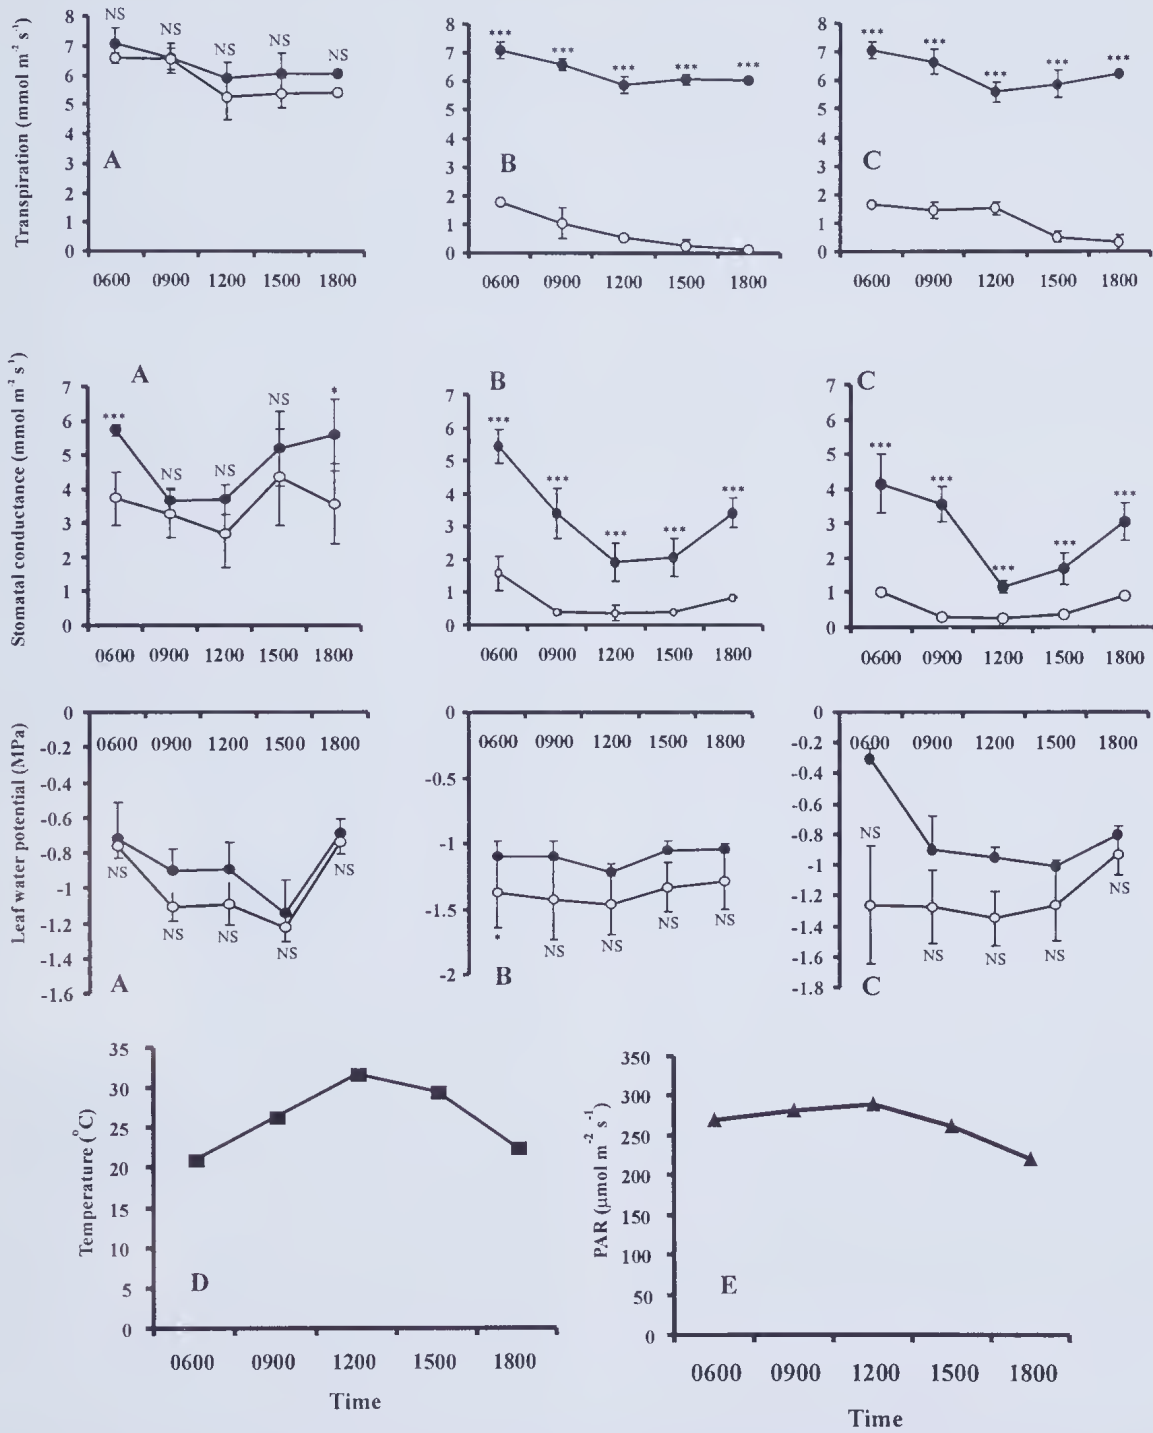 Transpiration (mmol m⁻² s⁻¹)
8
7
6
5
4
3
2
1
0
NS
NS
NS
NS
NS
A
0600 0900 1200 1500 1800
8
7
6
5
4
3
2
1
0
***
***
***
***
***
B
0600 0900 1200 1500 1800
8
7
6
5
4
3
2
1
0
***
***
***
***
***
C
0600 0900 1200 1500 1800
Stomatal conductance (mmol m⁻² s⁻¹)
A
7
6
5
4
3
2
1
0
***
NS
NS
NS
*
0600 0900 1200 1500 1800
B
7
6
5
4
3
2
1
0
***
***
***
***
***
0600 0900 1200 1500 1800
C
7
6
5
4
3
2
1
0
***
***
***
***
***
0600 0900 1200 1500 1800
Leaf water potential (MPa)
0
-0.2
-0.4
-0.6
-0.8
-1
-1.2
-1.4
-1.6
0600 0900 1200 1500 1800
NS
NS
NS
NS
NS
A
0
-0.5
-1
-1.5
-2
0600 0900 1200 1500 1800
*
NS
NS
NS
NS
B
0
-0.2
-0.4
-0.6
-0.8
-1
-1.2
-1.4
-1.6
-1.8
0600 0900 1200 1500 1800
NS
NS
NS
NS
NS
C
Temperature (°C)
35
30
25
20
15
10
5
0
D
0600 0900 1200 1500 1800
Time
PAR (µmol m⁻² s⁻¹)
350
300
250
200
150
100
50
0
E
0600 0900 1200 1500 1800
Time